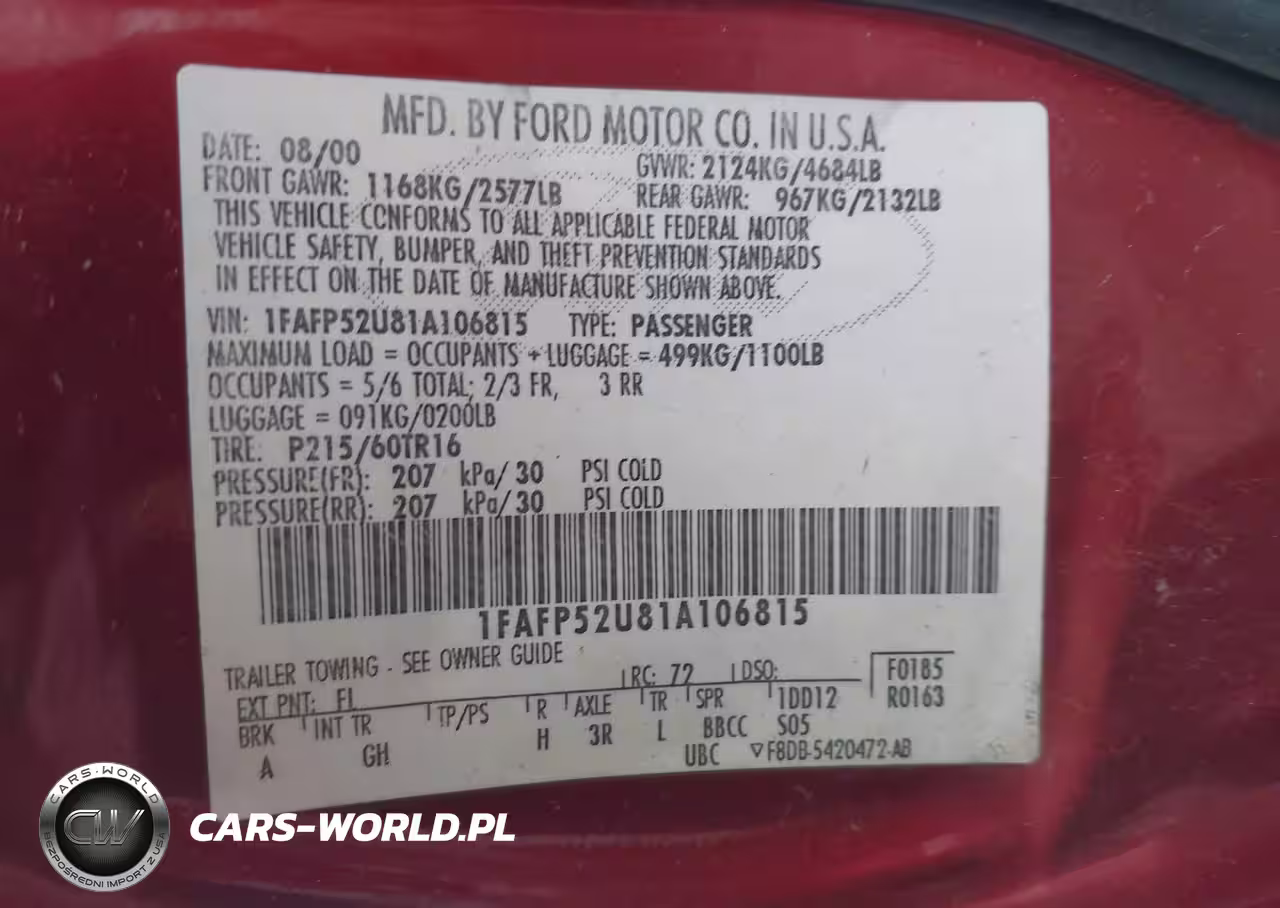 MFD. BY FORD MOTOR CO. IN U.S.A.
DATE: 08/00 GVWR: 2124KG/4684LB
FRONT GAWR: 1168KG/2577LB REAR GAWR: 967KG/2132LB
THIS VEHICLE CONFORMS TO ALL APPLICABLE FEDERAL MOTOR
VEHICLE SAFETY, BUMPER, AND THEFT PREVENTION STANDARDS
IN EFFECT ON THE DATE OF MANUFACTURE SHOWN ABOVE.
VIN: 1FAFP52U81A106815 TYPE: PASSENGER
MAXIMUM LOAD = OCCUPANTS + LUGGAGE = 499KG/1100LB
OCCUPANTS = 5/6 TOTAL; 2/3 FR, 3 RR
LUGGAGE = 091KG/0200LB
TIRE: P215/60TR16
PRESSURE(FR): 207 kPa/ 30 PSI COLD
PRESSURE(RR): 207 kPa/ 30 PSI COLD
1FAFP52U81A106815
TRAILER TOWING - SEE OWNER GUIDE
EXT PNT: FL RC: 72 DSO: F0185
BRK INT TR TP/PS R AXLE TR SPR 1DD12 R0163
A GH H 3R L BBCC S05
UBC ▽F8DB-5420472-AB
CARS-WORLD
CW
BEZPOŚREDNI IMPORT Z USA
CARS-WORLD.PL